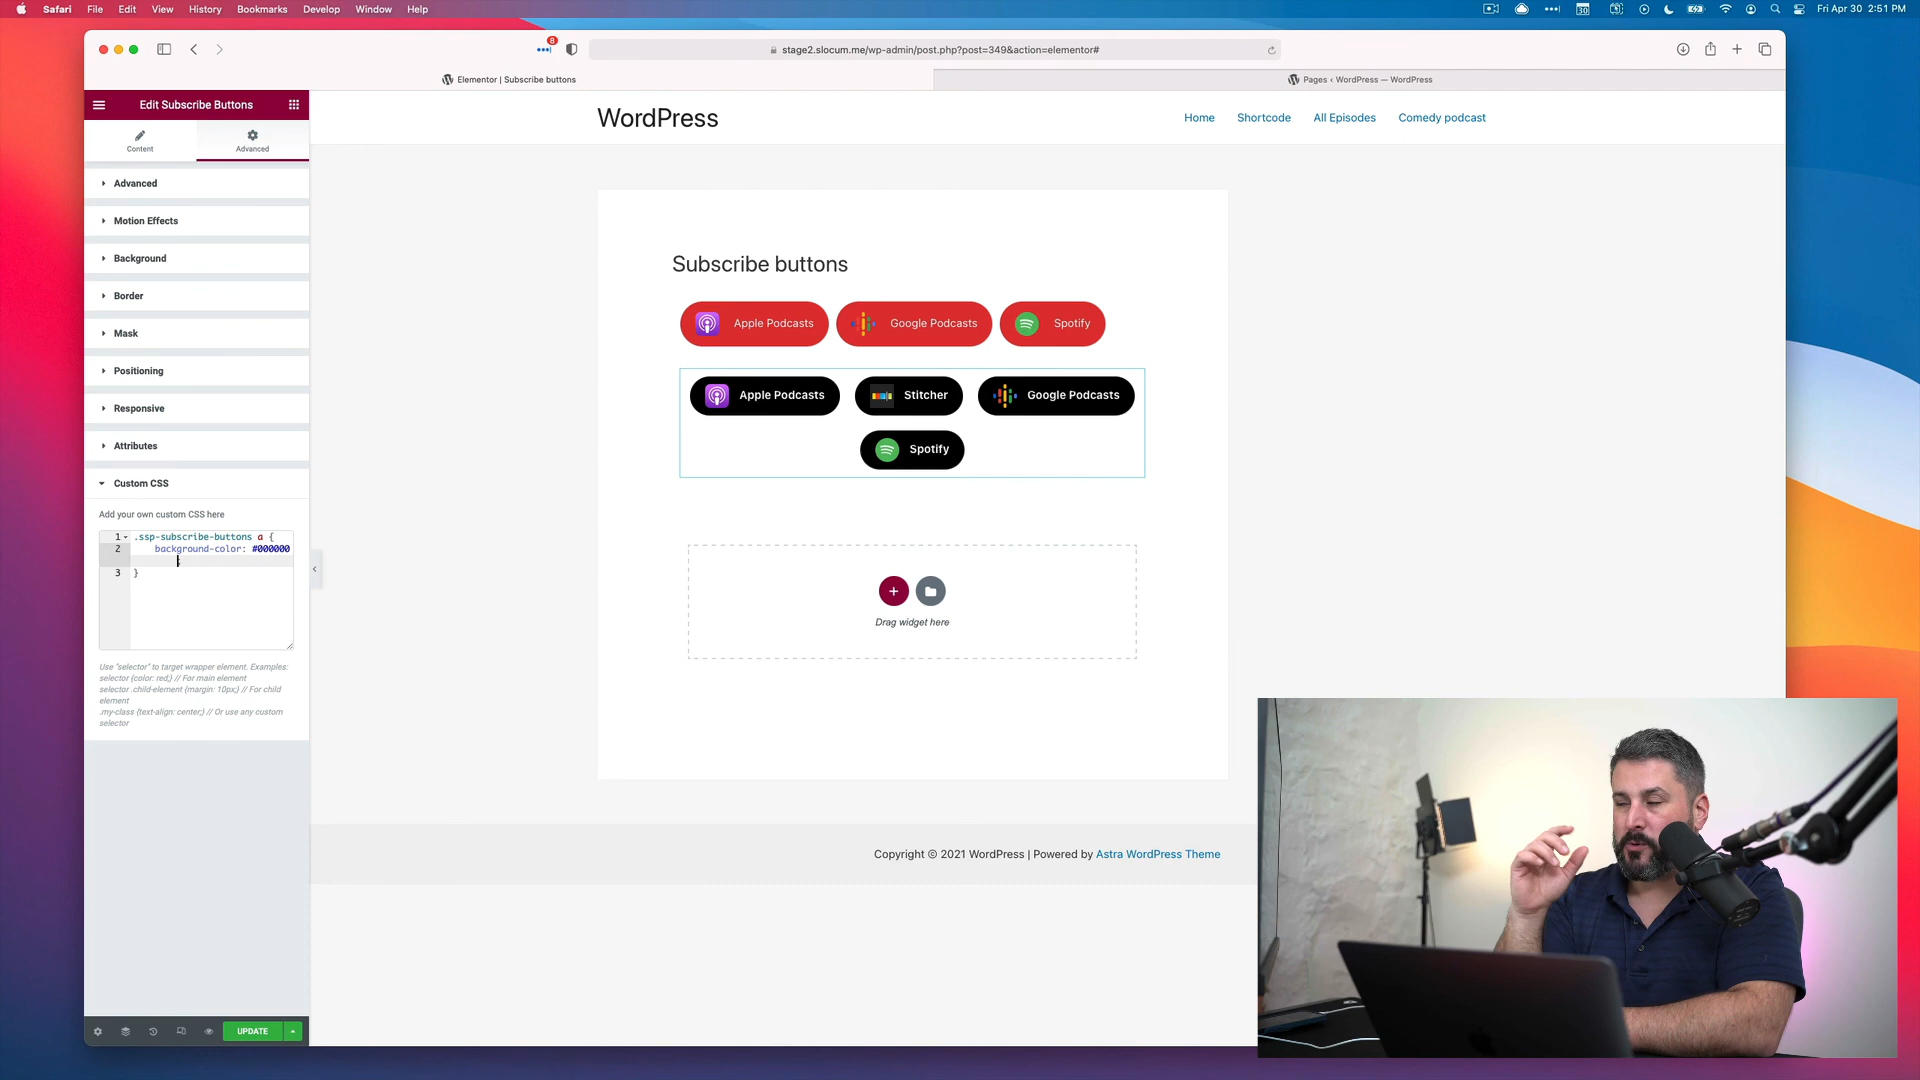 Safari File Edit View History Bookmarks Develop Window Help
30
Fri Apr 30 2:51 PM
8
stage2.slocum.me/wp-admin/post.php?post=349&action=elementor#
Elementor | Subscribe buttons
Pages ‹ WordPress — WordPress
Edit Subscribe Buttons
Content
Advanced
Advanced
Motion Effects
Background
Border
Mask
Positioning
Responsive
Attributes
Custom CSS
Add your own custom CSS here
1 .ssp-subscribe-buttons a {
2 background-color: #000000
;
3 }
Use "selector" to target wrapper element. Examples:
selector {color: red;} // For main element
selector .child-element {margin: 10px;} // For child
element
.my-class {text-align: center;} // Or use any custom
selector
UPDATE
WordPress
Home Shortcode All Episodes Comedy podcast
Subscribe buttons
Apple Podcasts Google Podcasts Spotify
Apple Podcasts Stitcher Google Podcasts
Spotify
Drag widget here
Copyright © 2021 WordPress | Powered by Astra WordPress Theme